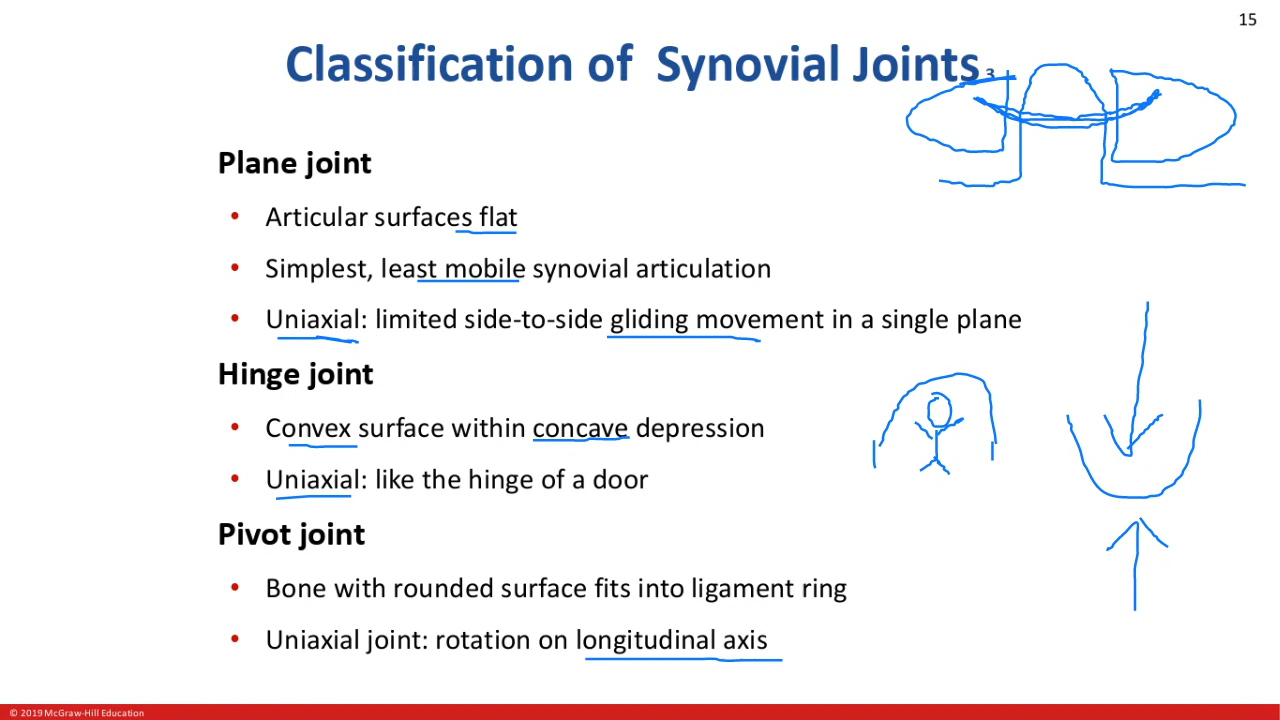 15
Classification of Synovial Joints 3
Plane joint
• Articular surfaces flat
• Simplest, least mobile synovial articulation
• Uniaxial: limited side-to-side gliding movement in a single plane
Hinge joint
• Convex surface within concave depression
• Uniaxial: like the hinge of a door
Pivot joint
• Bone with rounded surface fits into ligament ring
• Uniaxial joint: rotation on longitudinal axis
© 2019 McGraw-Hill Education